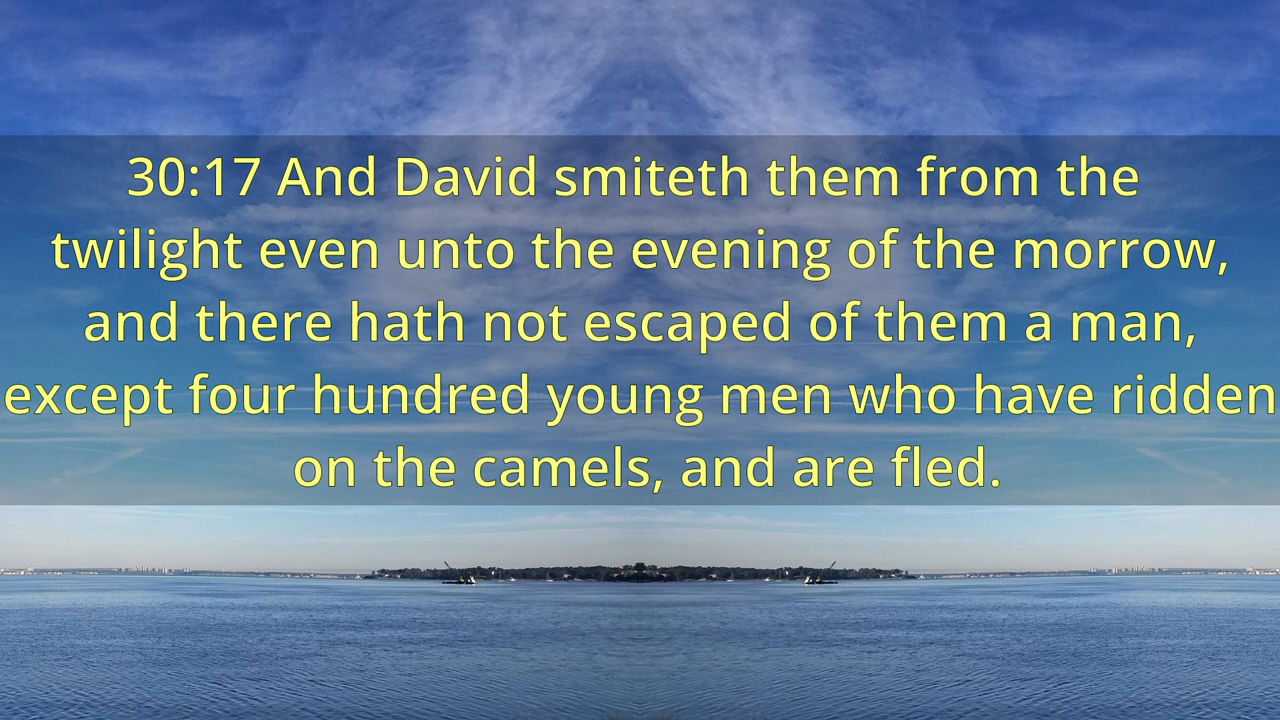 30:17 And David smiteth them from the
twilight even unto the evening of the morrow,
and there hath not escaped of them a man,
except four hundred young men who have ridden
on the camels, and are fled.